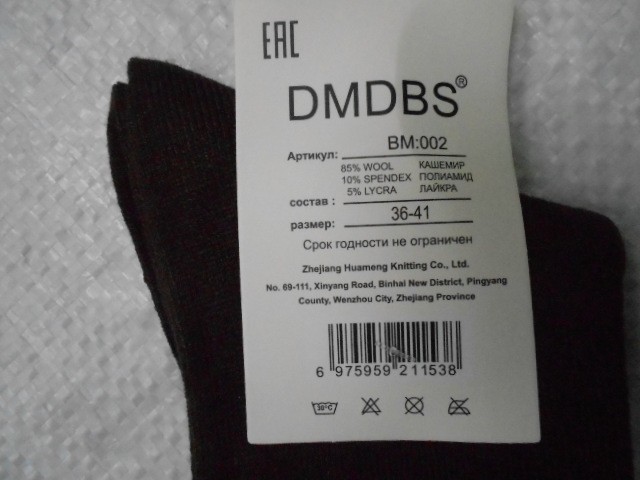 EAC
DMDBS®
Артикул: BM:002
85% WOOL КАШЕМИР
10% SPENDEX ПОЛИАМИД
5% LYCRA ЛАЙКРА
состав :
размер: 36-41
Срок годности не ограничен
Zhejiang Huameng Knitting Co., Ltd.
No. 69-111, Xinyang Road, Binhai New District, Pingyang
County, Wenzhou City, Zhejiang Province
6 975959 211538
30°C